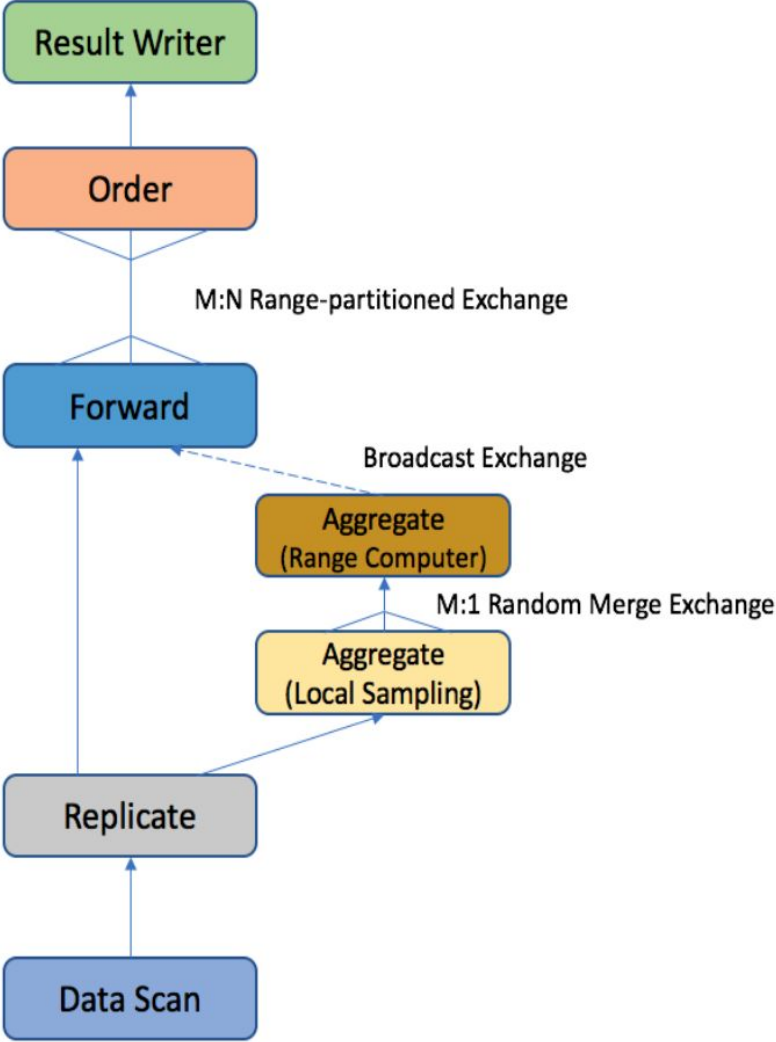 Result Writer
Order
M:N Range-partitioned Exchange
Forward
Broadcast Exchange
Aggregate
(Range Computer)
M:1 Random Merge Exchange
Aggregate
(Local Sampling)
Replicate
Data Scan